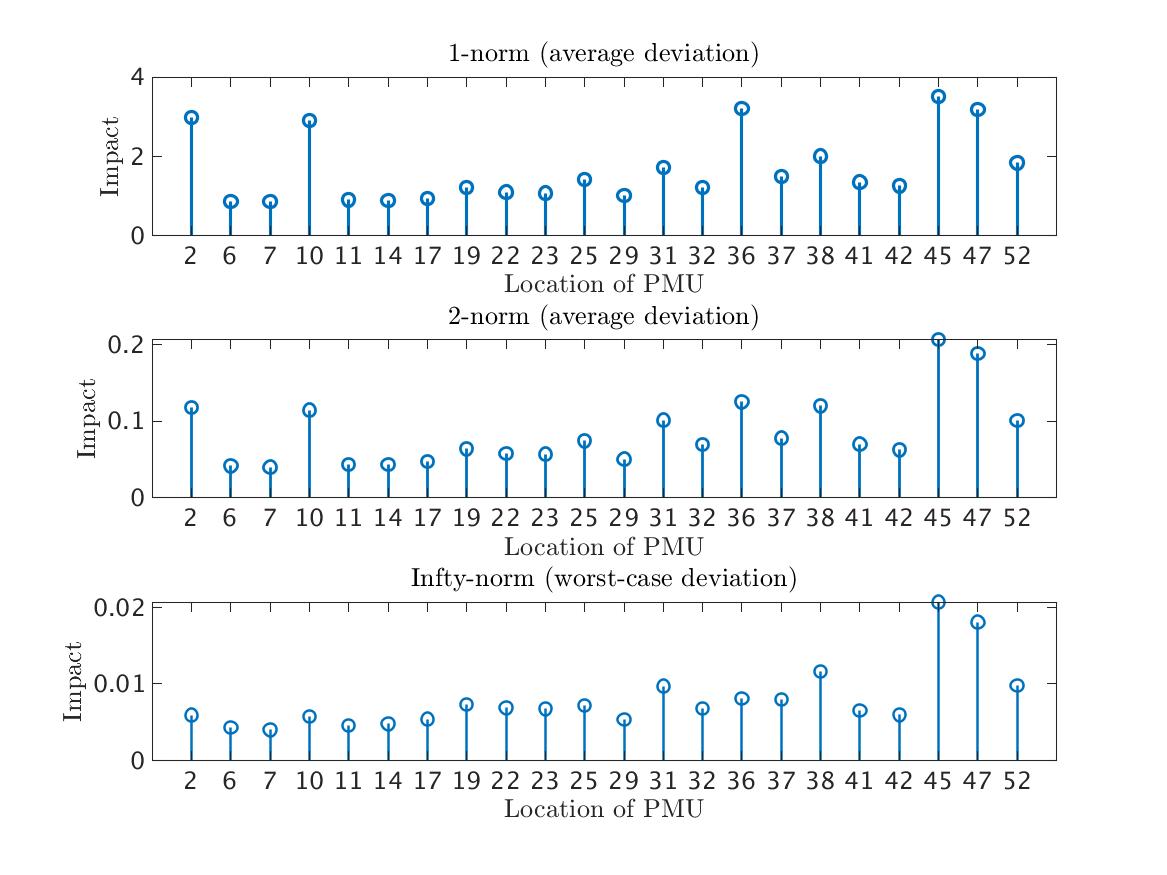 1-norm (average deviation)
4
2
0
Impact
2 6 7 10 11 14 17 19 22 23 25 29 31 32 36 37 38 41 42 45 47 52
Location of PMU
2-norm (average deviation)
0.2
0.1
0
Impact
2 6 7 10 11 14 17 19 22 23 25 29 31 32 36 37 38 41 42 45 47 52
Location of PMU
Infty-norm (worst-case deviation)
0.02
0.01
0
Impact
2 6 7 10 11 14 17 19 22 23 25 29 31 32 36 37 38 41 42 45 47 52
Location of PMU